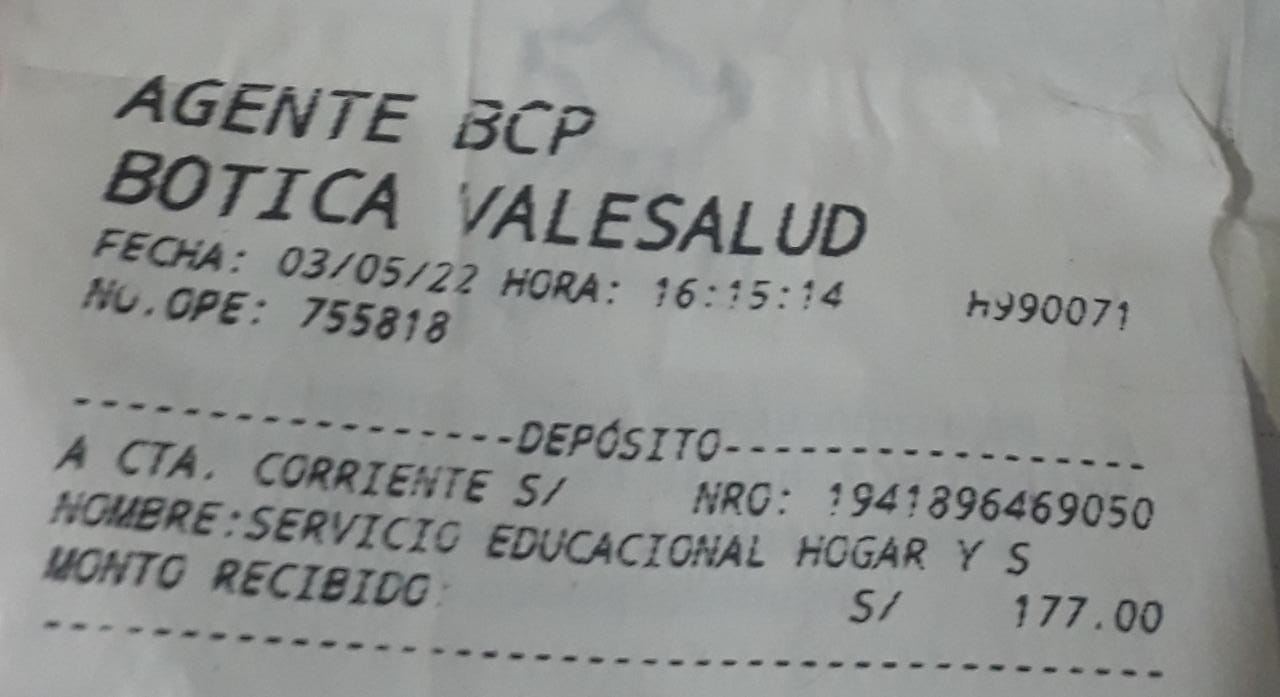 AGENTE BCP
BOTICA VALESALUD
FECHA: 03/05/22 HORA: 16:15:14 h990071
NO.OPE: 755818
-----------------DEPÓSITO----------------
A CTA. CORRIENTE S/ NRO: 1941896469050
NOMBRE:SERVICIO EDUCACIONAL HOGAR Y S
MONTO RECIBIDO: S/ 177.00
-----------------------------------------